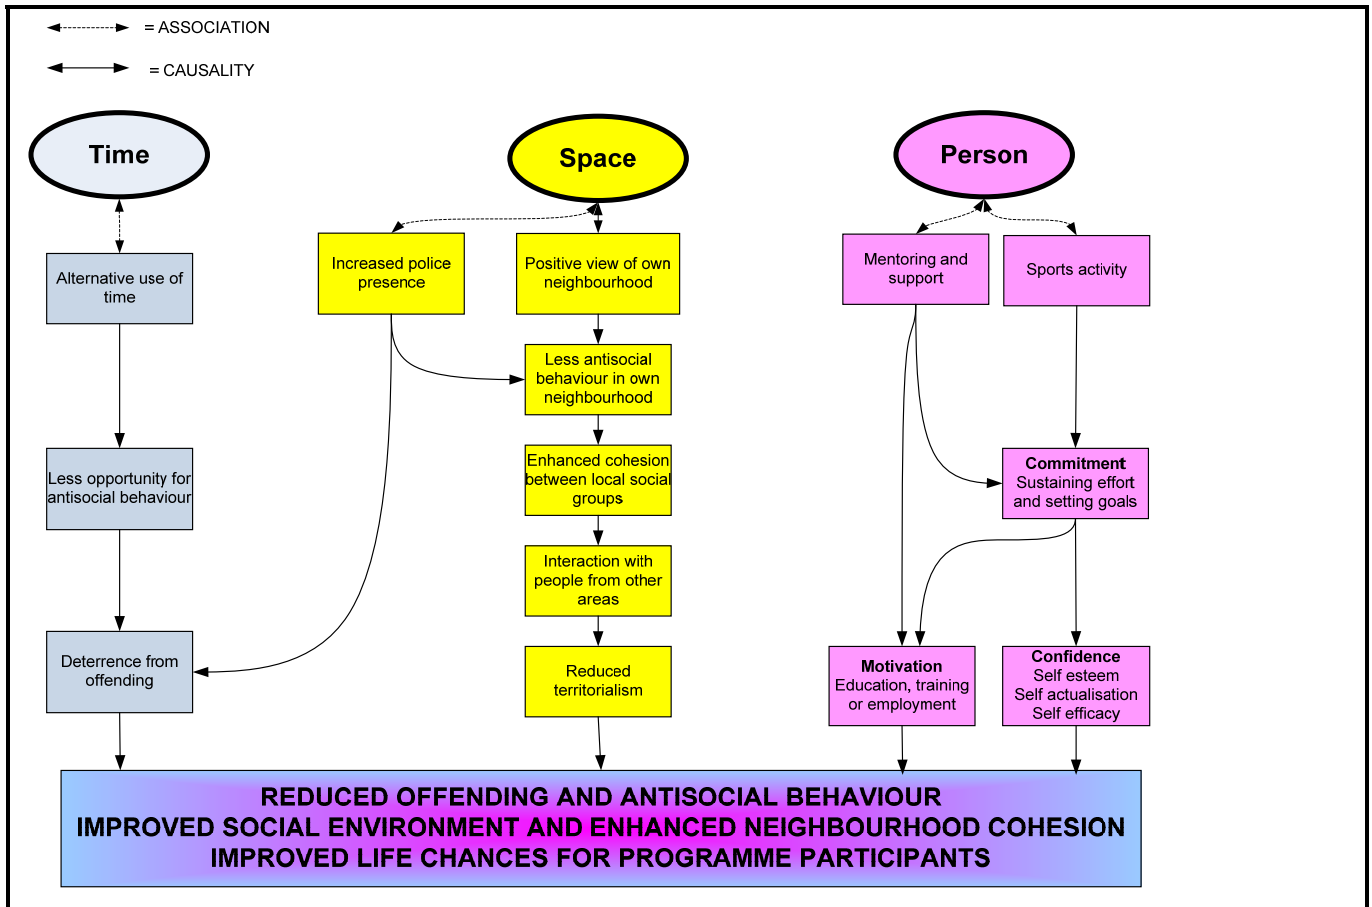 = ASSOCIATION
= CAUSALITY
Time
Space
Person
Alternative use of
time
Increased police
presence
Positive view of own
neighbourhood
Mentoring and
support
Sports activity
Less antisocial
behaviour in own
neighbourhood
Less opportunity for
antisocial behaviour
Enhanced cohesion
between local social
groups
Commitment
Sustaining effort
and setting goals
Interaction with
people from other
areas
Deterrence from
offending
Reduced
territorialism
Motivation
Education, training
or employment
Confidence
Self esteem
Self actualisation
Self efficacy
REDUCED OFFENDING AND ANTISOCIAL BEHAVIOUR
IMPROVED SOCIAL ENVIRONMENT AND ENHANCED NEIGHBOURHOOD COHESION
IMPROVED LIFE CHANCES FOR PROGRAMME PARTICIPANTS